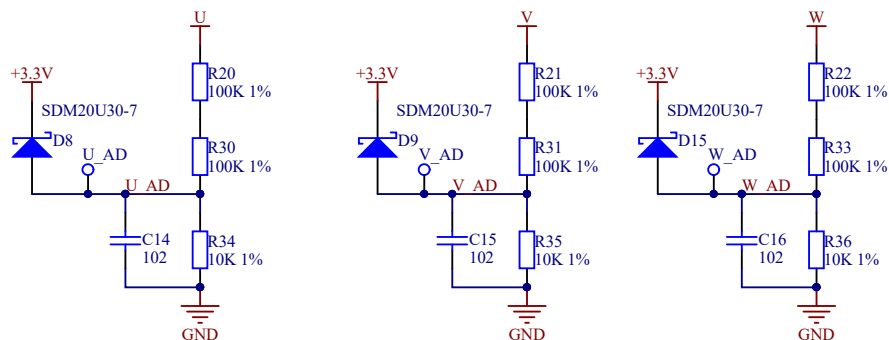 U
+3.3V
R20
100K 1%
SDM20U30-7
D8
U_AD
R30
100K 1%
U_AD
C14
102
R34
10K 1%
GND
V
+3.3V
R21
100K 1%
SDM20U30-7
D9
V_AD
R31
100K 1%
V_AD
C15
102
R35
10K 1%
GND
W
+3.3V
R22
100K 1%
SDM20U30-7
D15
W_AD
R33
100K 1%
W_AD
C16
102
R36
10K 1%
GND